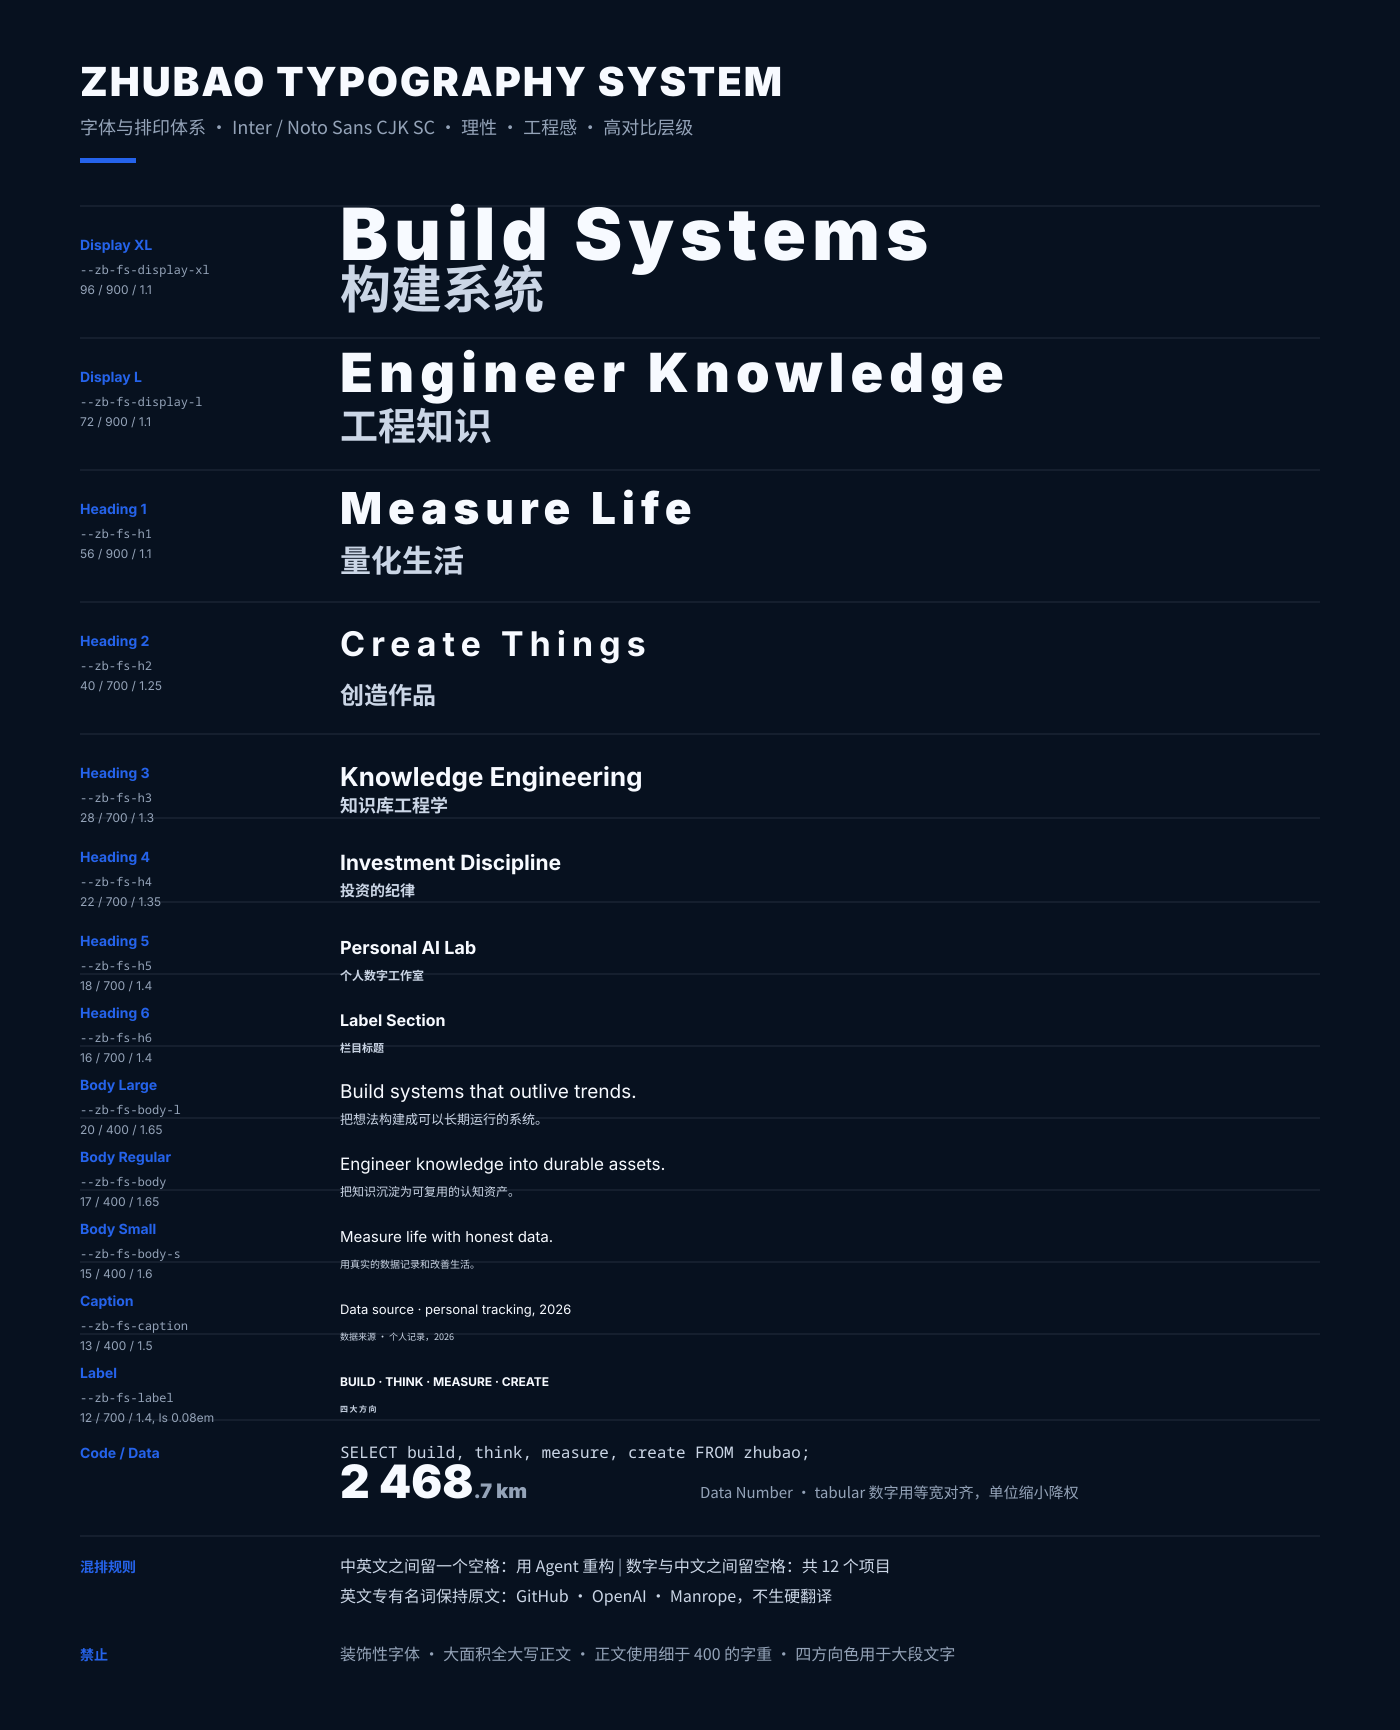 ZHUBAO TYPOGRAPHY SYSTEM
字体与排印体系 · Inter / Noto Sans CJK SC · 理性 · 工程感 · 高对比层级
Display XL
--zb-fs-display-xl
96 / 900 / 1.1
Build Systems
构建系统
Display L
--zb-fs-display-l
72 / 900 / 1.1
Engineer Knowledge
工程知识
Heading 1
--zb-fs-h1
56 / 900 / 1.1
Measure Life
量化生活
Heading 2
--zb-fs-h2
40 / 700 / 1.25
Create Things
创造作品
Heading 3
--zb-fs-h3
28 / 700 / 1.3
Knowledge Engineering
知识库工程学
Heading 4
--zb-fs-h4
22 / 700 / 1.35
Investment Discipline
投资的纪律
Heading 5
--zb-fs-h5
18 / 700 / 1.4
Personal AI Lab
个人数字工作室
Heading 6
--zb-fs-h6
16 / 700 / 1.4
Label Section
栏目标题
Body Large
--zb-fs-body-l
20 / 400 / 1.65
Build systems that outlive trends.
把想法构建成可以长期运行的系统。
Body Regular
--zb-fs-body
17 / 400 / 1.65
Engineer knowledge into durable assets.
把知识沉淀为可复用的认知资产。
Body Small
--zb-fs-body-s
15 / 400 / 1.6
Measure life with honest data.
用真实的数据记录和改善生活。
Caption
--zb-fs-caption
13 / 400 / 1.5
Data source · personal tracking, 2026
数据来源 · 个人记录，2026
Label
--zb-fs-label
12 / 700 / 1.4, ls 0.08em
BUILD · THINK · MEASURE · CREATE
四大方向
Code / Data
SELECT build, think, measure, create FROM zhubao;
2 468.7 km
Data Number · tabular 数字用等宽对齐，单位缩小降权
混排规则
中英文之间留一个空格：用 Agent 重构 | 数字与中文之间留空格：共 12 个项目
英文专有名词保持原文：GitHub · OpenAI · Manrope，不生硬翻译
禁止
装饰性字体 · 大面积全大写正文 · 正文使用细于 400 的字重 · 四方向色用于大段文字